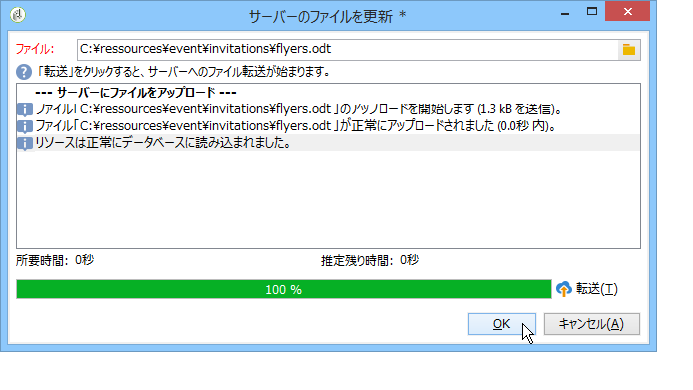 サーバーのファイルを更新 *
ファイル: C:¥ressources¥event¥invitations¥flyers.odt
「転送」をクリックすると、サーバーへのファイル転送が始まります。
--- サーバーにファイルをアップロード ---
ファイル「C:¥ressources¥event¥invitations¥flyers.odt」のアップロードを開始します (1.3 kB を送信)。
ファイル「C:¥ressources¥event¥invitations¥flyers.odt」が正常にアップロードされました (0.0秒 内)。
リソースは正常にデータベースに読み込まれました。
所要時間: 0秒 推定残り時間: 0秒
100 % 転送(T)
OK キャンセル(A)